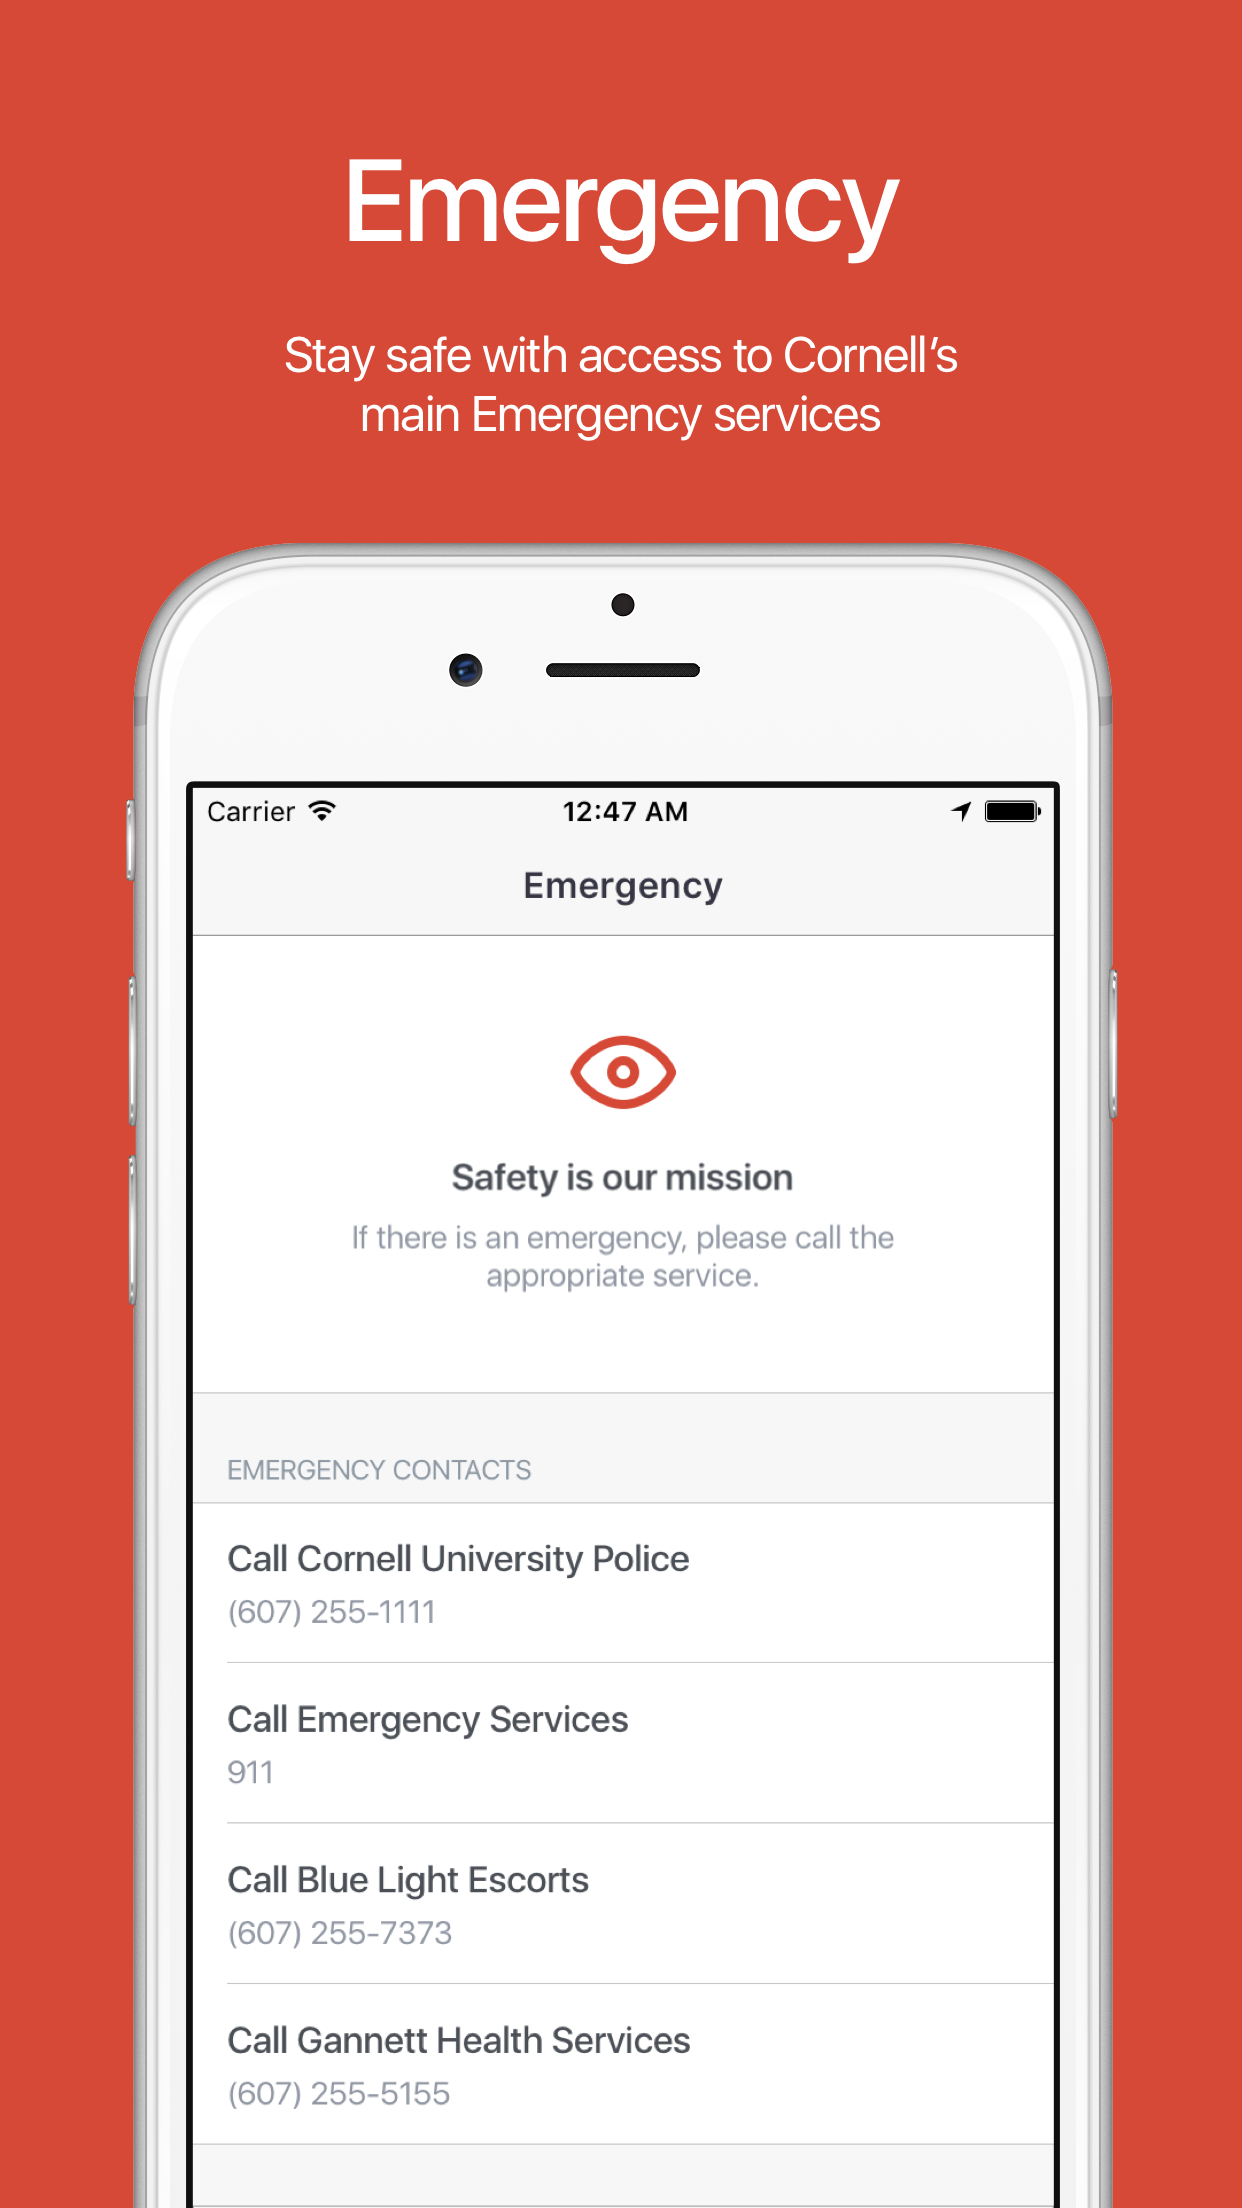 Emergency
Stay safe with access to Cornell’s
main Emergency services
Carrier 12:47 AM
Emergency
Safety is our mission
If there is an emergency, please call the
appropriate service.
EMERGENCY CONTACTS
Call Cornell University Police
(607) 255-1111
Call Emergency Services
911
Call Blue Light Escorts
(607) 255-7373
Call Gannett Health Services
(607) 255-5155